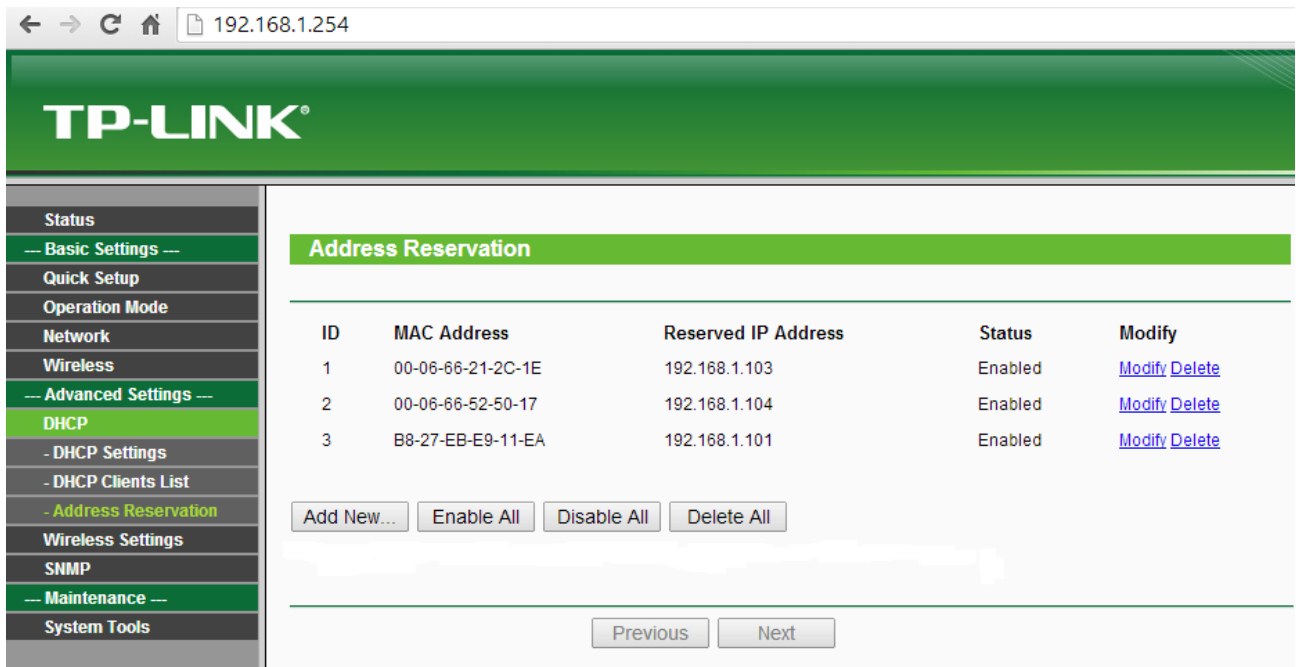 192.168.1.254
TP-LINK®
Status
--- Basic Settings ---
Quick Setup
Operation Mode
Network
Wireless
--- Advanced Settings ---
DHCP
- DHCP Settings
- DHCP Clients List
- Address Reservation
Wireless Settings
SNMP
--- Maintenance ---
System Tools
Address Reservation
ID MAC Address Reserved IP Address Status Modify
1 00-06-66-21-2C-1E 192.168.1.103 Enabled Modify Delete
2 00-06-66-52-50-17 192.168.1.104 Enabled Modify Delete
3 B8-27-EB-E9-11-EA 192.168.1.101 Enabled Modify Delete
Add New... Enable All Disable All Delete All
Previous Next